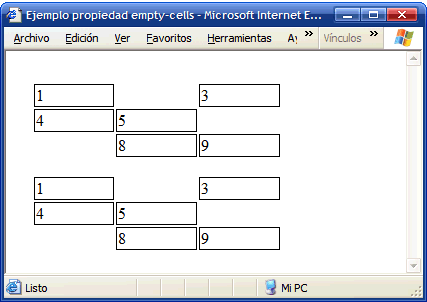 Ejemplo propiedad empty-cells - Microsoft Internet E...
Archivo Edición Ver Favoritos Herramientas Ay » Vínculos »
1 3
4 5
8 9
1 3
4 5
8 9
Listo Mi PC